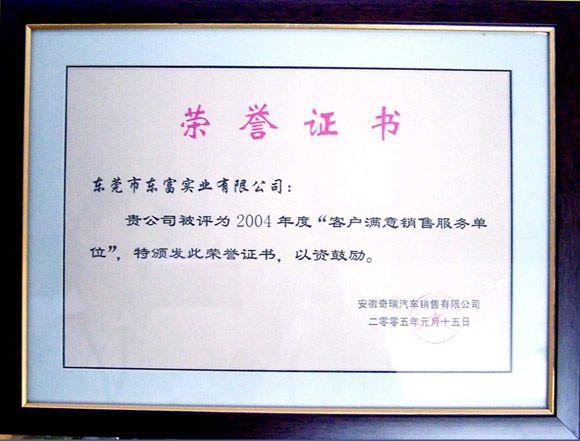 荣誉证书
东莞市东富实业有限公司：
贵公司被评为2004年度“客户满意销售服务单
位”，特颁发此荣誉证书，以资鼓励。
安徽奇瑞汽车销售有限公司
二零零五年元月十五日